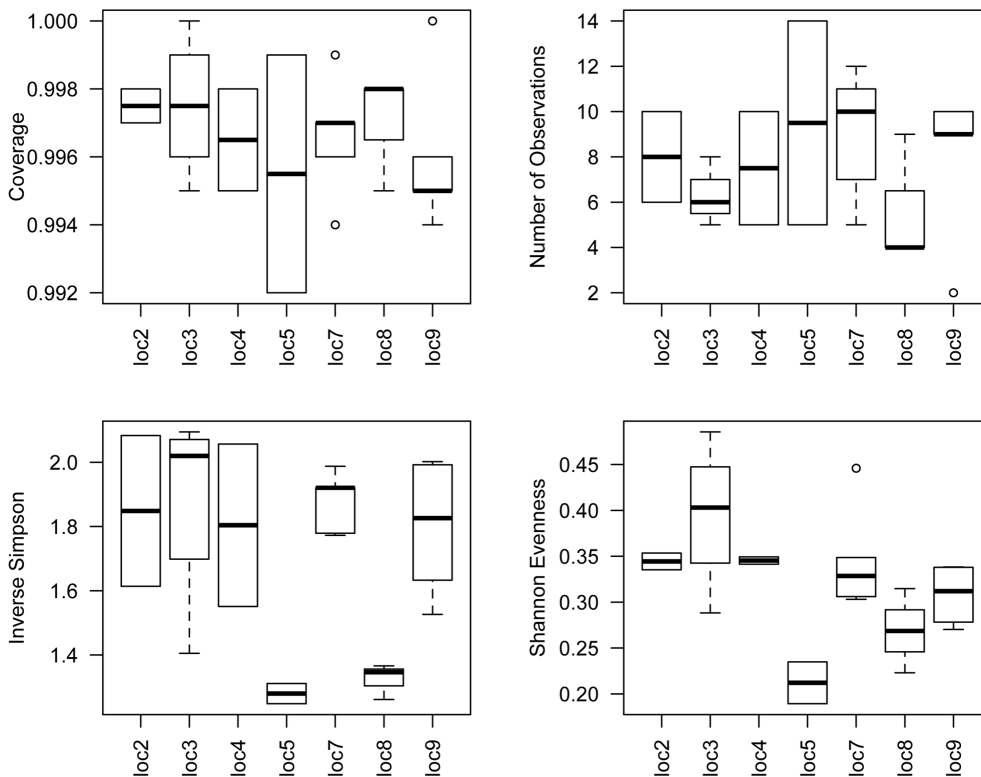 Coverage
1.000
0.998
0.996
0.994
0.992
loc2 loc3 loc4 loc5 loc7 loc8 loc9
Number of Observations
14
12
10
8
6
4
2
loc2 loc3 loc4 loc5 loc7 loc8 loc9
Inverse Simpson
2.0
1.8
1.6
1.4
loc2 loc3 loc4 loc5 loc7 loc8 loc9
Shannon Evenness
0.45
0.40
0.35
0.30
0.25
0.20
loc2 loc3 loc4 loc5 loc7 loc8 loc9